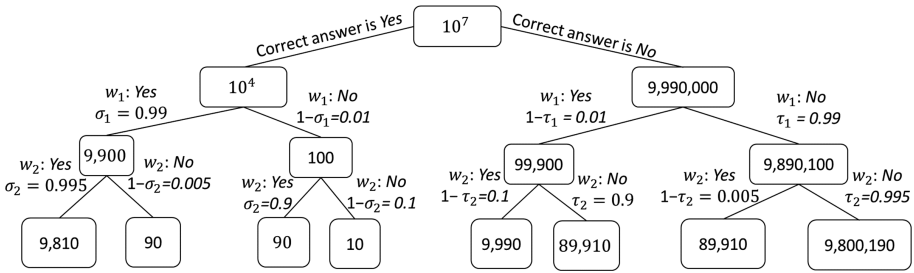 10⁷
Correct answer is Yes
Correct answer is No
10⁴
9,990,000
w₁: Yes
σ₁ = 0.99
w₁: No
1−σ₁=0.01
w₁: Yes
1−τ₁ = 0.01
w₁: No
τ₁ = 0.99
9,900
100
99,900
9,890,100
w₂: Yes
σ₂ = 0.995
w₂: No
1−σ₂=0.005
w₂: Yes
σ₂=0.9
w₂: No
1−σ₂= 0.1
w₂: Yes
1− τ₂=0.1
w₂: No
τ₂ = 0.9
w₂: Yes
1−τ₂ = 0.005
w₂: No
τ₂=0.995
9,810
90
90
10
9,990
89,910
89,910
9,800,190